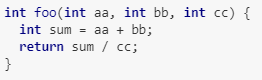 int foo(int aa, int bb, int cc) {
  int sum = aa + bb;
  return sum / cc;
}